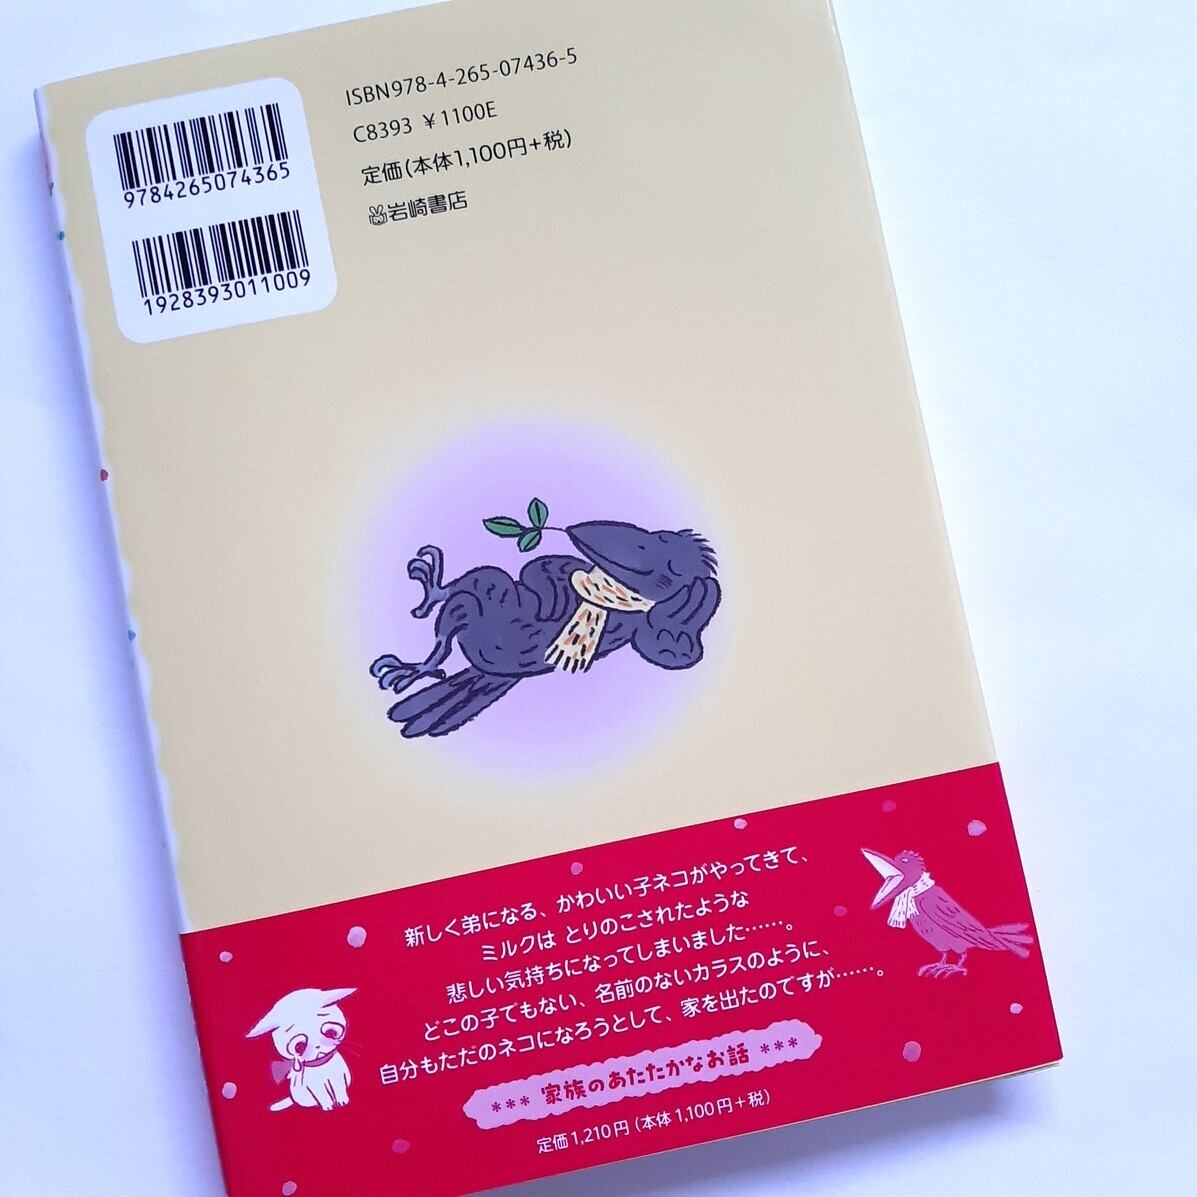 9784265074365
1928393011009
ISBN978-4-265-07436-5
C8393 ¥1100E
定価(本体1,100円+税)
岩崎書店
新しく弟になる、かわいい子ネコがやってきて、
ミルクは とりのこされたような
悲しい気持ちになってしまいました……。
どこの子でもない、名前のないカラスのように、
自分もただのネコになろうとして、家を出たのですが……。
*** 家族のあたたかなお話 ***
定価1,210円(本体1,100円+税)